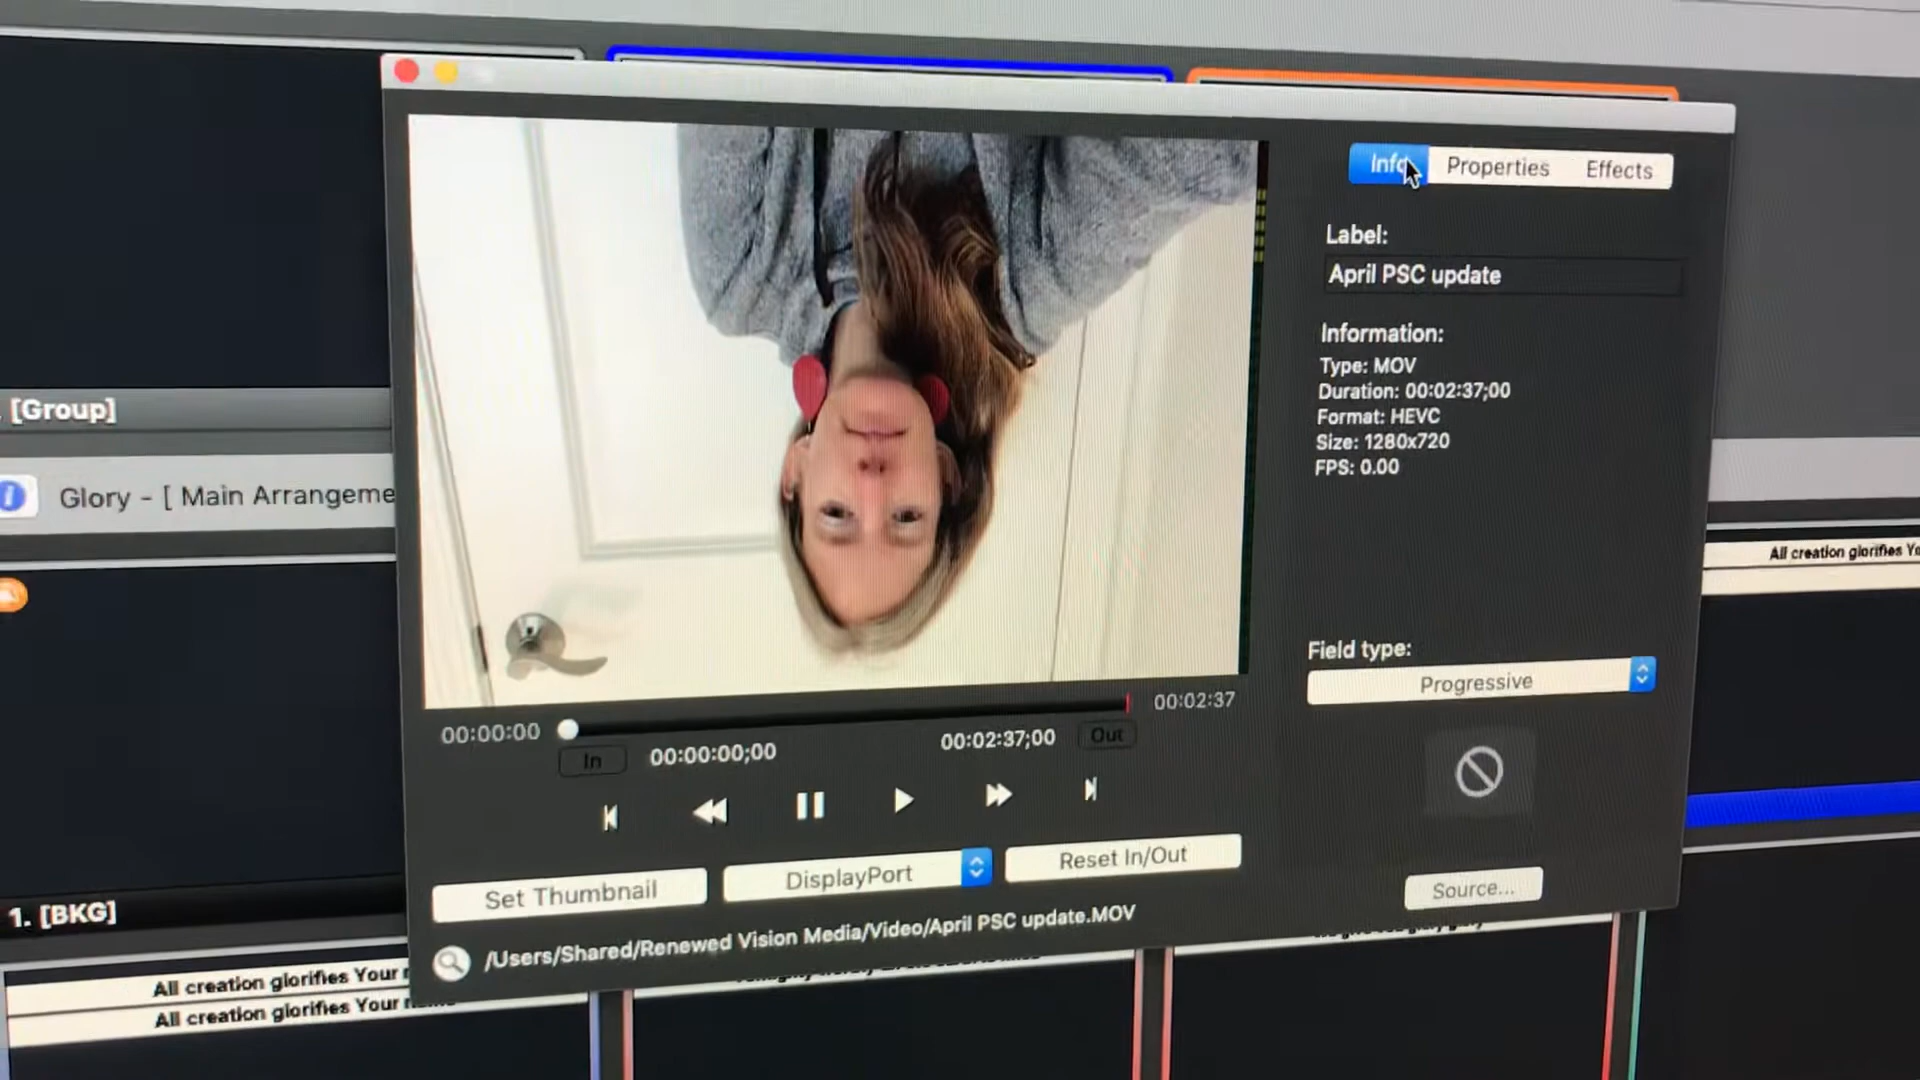 Info Properties Effects
Label:
April PSC update
Information:
Type: MOV
Duration: 00:02:37;00
Format: HEVC
Size: 1280x720
FPS: 0.00
[Group]
Glory - [ Main Arrangeme
All creation glorifies Yo
Field type:
Progressive
00:00:00
00:02:37
In
00:00:00;00
00:02:37;00
Out
Set Thumbnail
DisplayPort
Reset In/Out
Source...
/Users/Shared/Renewed Vision Media/Video/April PSC update.MOV
1. [BKG]
All creation glorifies Your
All creation glorifies Your